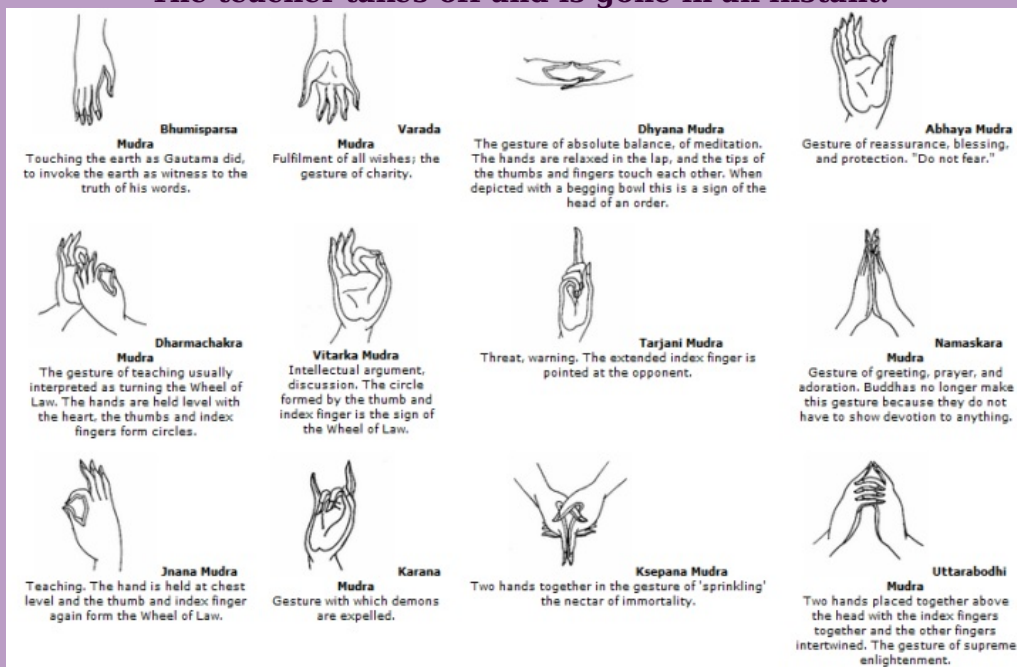 The teacher takes off and is gone in an instant.
Bhumisparsa
Mudra
Touching the earth as Gautama did,
to invoke the earth as witness to the
truth of his words.
Varada
Mudra
Fulfilment of all wishes; the
gesture of charity.
Dhyana Mudra
The gesture of absolute balance, of meditation.
The hands are relaxed in the lap, and the tips of
the thumbs and fingers touch each other. When
depicted with a begging bowl this is a sign of the
head of an order.
Abhaya Mudra
Gesture of reassurance, blessing,
and protection. "Do not fear."
Dharmachakra
Mudra
The gesture of teaching usually
interpreted as turning the Wheel of
Law. The hands are held level with
the heart, the thumbs and index
fingers form circles.
Vitarka Mudra
Intellectual argument,
discussion. The circle
formed by the thumb and
index finger is the sign of
the Wheel of Law.
Tarjani Mudra
Threat, warning. The extended index finger is
pointed at the opponent.
Namaskara
Mudra
Gesture of greeting, prayer, and
adoration. Buddhas no longer make
this gesture because they do not
have to show devotion to anything.
Jnana Mudra
Teaching. The hand is held at chest
level and the thumb and index finger
again form the Wheel of Law.
Karana
Mudra
Gesture with which demons
are expelled.
Ksepana Mudra
Two hands together in the gesture of 'sprinkling'
the nectar of immortality.
Uttarabodhi
Mudra
Two hands placed together above
the head with the index fingers
together and the other fingers
intertwined. The gesture of supreme
enlightenment.